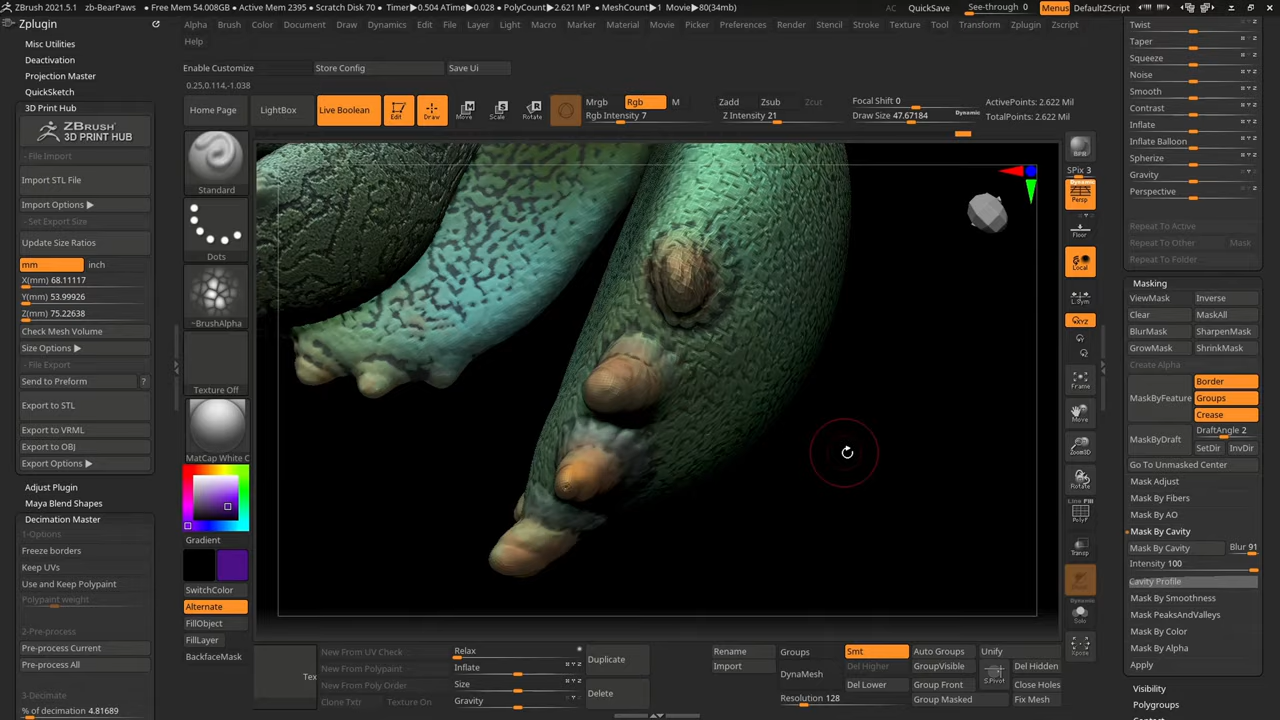 ZBrush 2021.5.1 zb-BearPaws • Free Mem 54.008GB • Active Mem 2395 • Scratch Disk 70 • Timer▶0.504 ATime▶0.028 • PolyCount▶2.621 MP • MeshCount▶1 Movie▶80(34mb) AC QuickSave See-through 0 Menus DefaultZScript
Zplugin
Alpha Brush Color Document Draw Dynamics Edit File Layer Light Macro Marker Material Movie Picker Preferences Render Stencil Stroke Texture Tool Transform Zplugin Zscript
Help
Misc Utilities
Deactivation
Projection Master
QuickSketch
3D Print Hub
ZBRUSH
3D PRINT HUB
- File Import
Import STL File
Import Options ▶
- Set Export Size
Update Size Ratios
mm inch
X(mm) 68.11117
Y(mm) 53.99926
Z(mm) 75.22638
Check Mesh Volume
Size Options ▶
- File Export
Send to Preform ?
Export to STL
Export to VRML
Export to OBJ
Export Options ▶
Adjust Plugin
Maya Blend Shapes
Decimation Master
1-Options
Freeze borders
Keep UVs
Use and Keep Polypaint
Polypaint weight
2-Pre-process
Pre-process Current
Pre-process All
3-Decimate
% of decimation 4.81689
Enable Customize Store Config Save Ui
0.25,0.114,-1.038
Home Page LightBox Live Boolean Edit Draw Move Scale Rotate
Mrgb Rgb M
Rgb Intensity 7
Zadd Zsub Zcut
Z Intensity 21
Focal Shift 0
Draw Size 47.67184 Dynamic
ActivePoints: 2.622 Mil
TotalPoints: 2.622 Mil
Standard
Dots
~BrushAlpha
Texture Off
MatCap White C
Gradient
SwitchColor
Alternate
FillObject
FillLayer
BackfaceMask
BPR
SPix 3
Dynamic
Persp
Floor
Local
L.Sym
XYZ
Frame
Move
Zoom3D
Rotate
Line Fill
PolyF
Transp
Dynamic
Solo
Xpose
Tex
New From UV Check
New From Polypaint
New From Poly Order
Clone Txtr Texture On
Relax
Inflate
Size
Gravity
Duplicate
Delete
Rename
Import
Groups
DynaMesh
Resolution 128
Smt
Del Higher
Del Lower
Auto Groups
GroupVisible
Group Front
Group Masked
Unify
S.Pivot
Del Hidden
Close Holes
Fix Mesh
Twist
Taper
Squeeze
Noise
Smooth
Contrast
Inflate
Inflate Balloon
Spherize
Gravity
Perspective
Repeat To Active
Repeat To Other Mask
Repeat To Folder
Masking
ViewMask Inverse
Clear MaskAll
BlurMask SharpenMask
GrowMask ShrinkMask
Create Alpha
MaskByFeature
Border
Groups
Crease
MaskByDraft
DraftAngle 2
SetDir InvDir
Go To Unmasked Center
Mask Adjust
Mask By Fibers
Mask By AO
Mask By Cavity
Mask By Cavity Blur 91
Intensity 100
Cavity Profile
Mask By Smoothness
Mask PeaksAndValleys
Mask By Color
Mask By Alpha
Apply
Visibility
Polygroups